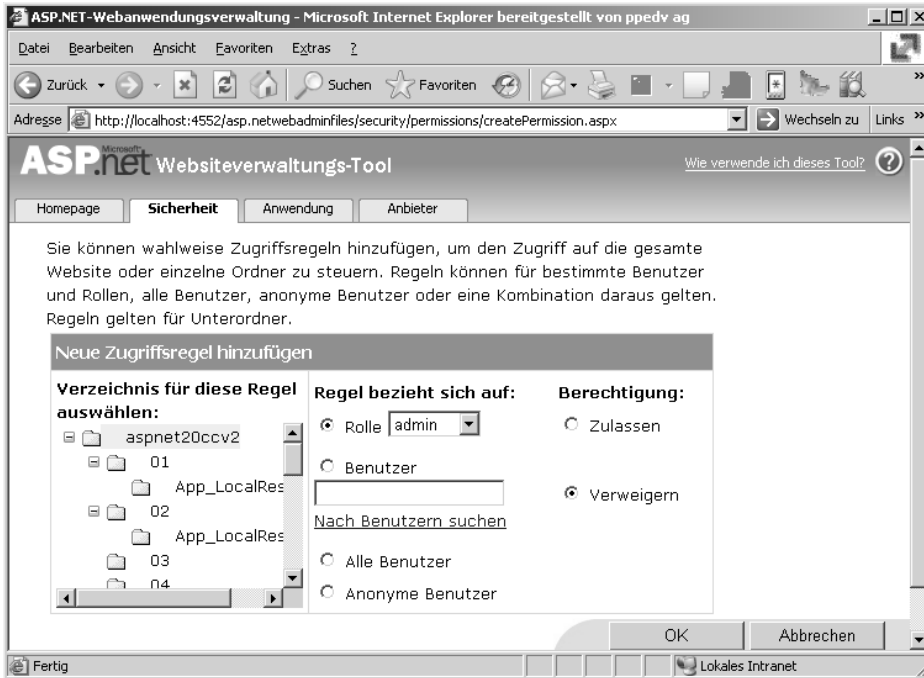 ASP.NET-Webanwendungsverwaltung - Microsoft Internet Explorer bereitgestellt von ppedv ag
Datei Bearbeiten Ansicht Favoriten Extras ?
Zurück Suchen Favoriten »
Adresse http://localhost:4552/asp.netwebadminfiles/security/permissions/createPermission.aspx Wechseln zu Links »
Microsoft
ASP.net Websiteverwaltungs-Tool Wie verwende ich dieses Tool? ?
Homepage Sicherheit Anwendung Anbieter
Sie können wahlweise Zugriffsregeln hinzufügen, um den Zugriff auf die gesamte
Website oder einzelne Ordner zu steuern. Regeln können für bestimmte Benutzer
und Rollen, alle Benutzer, anonyme Benutzer oder eine Kombination daraus gelten.
Regeln gelten für Unterordner.
Neue Zugriffsregel hinzufügen
Verzeichnis für diese Regel
auswählen:
aspnet20ccv2
01
App_LocalRes
02
App_LocalRes
03
04
Regel bezieht sich auf:
Rolle admin
Benutzer
Nach Benutzern suchen
Alle Benutzer
Anonyme Benutzer
Berechtigung:
Zulassen
Verweigern
OK Abbrechen
Fertig Lokales Intranet